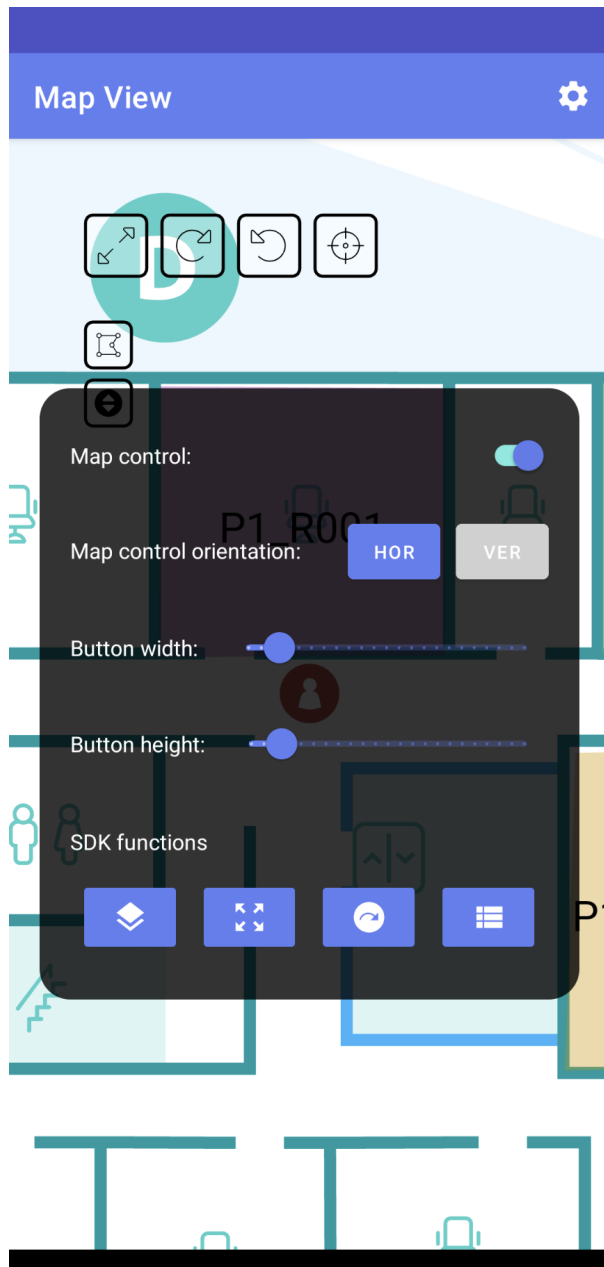 Map View
D
Map control:
P1_R001
Map control orientation:
HOR
VER
Button width:
Button height:
SDK functions
P1